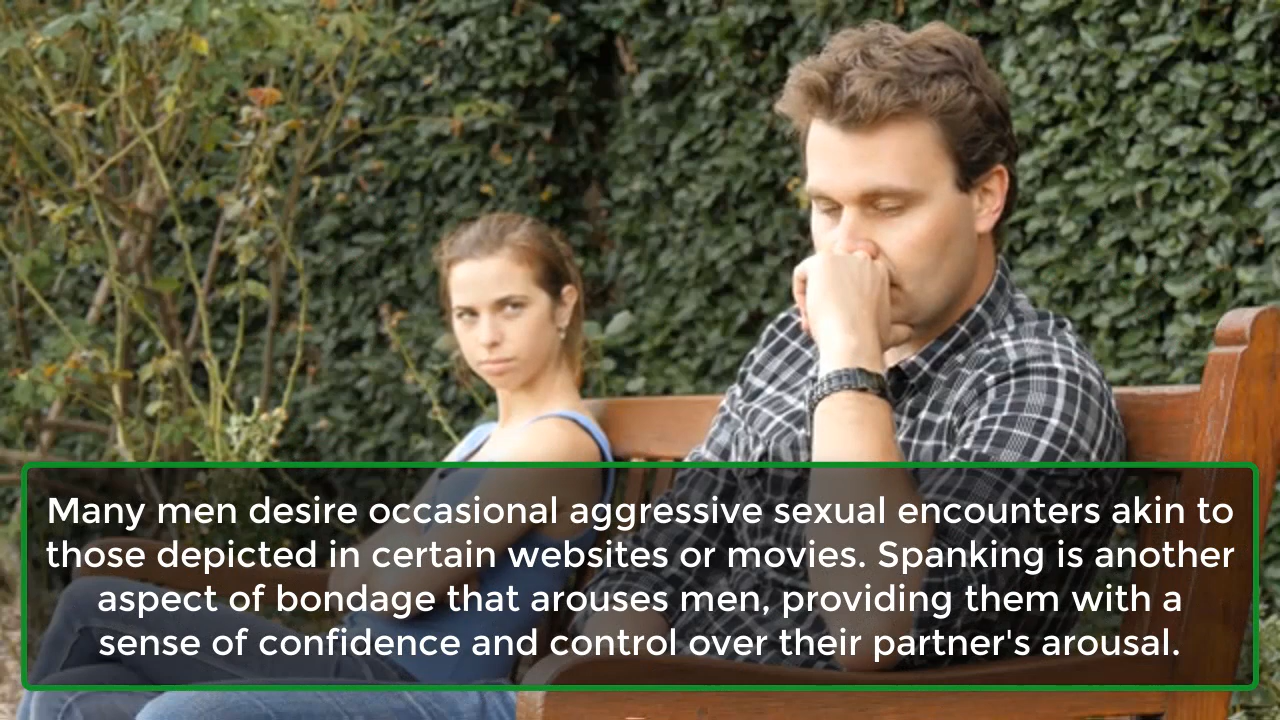 Many men desire occasional aggressive sexual encounters akin to
those depicted in certain websites or movies. Spanking is another
aspect of bondage that arouses men, providing them with a
sense of confidence and control over their partner's arousal.